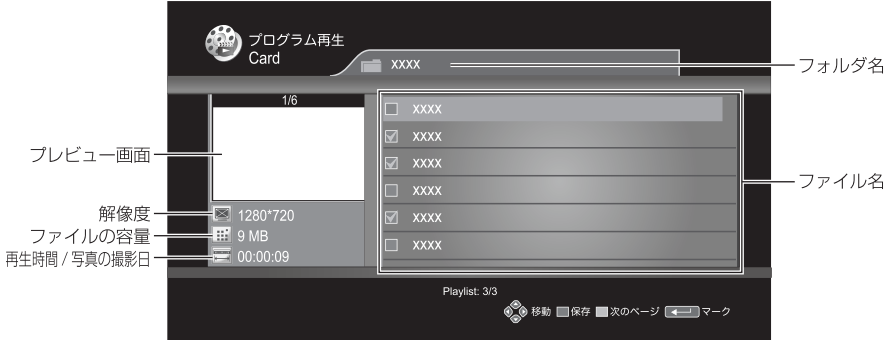 プログラム再生
Card
XXXX
フォルダ名
1/6
XXXX
XXXX
XXXX
XXXX
XXXX
XXXX
プレビュー画面
ファイル名
解像度
1280*720
ファイルの容量
9 MB
再生時間 / 写真の撮影日
00:00:09
Playlist: 3/3
移動 保存 次のページ マーク